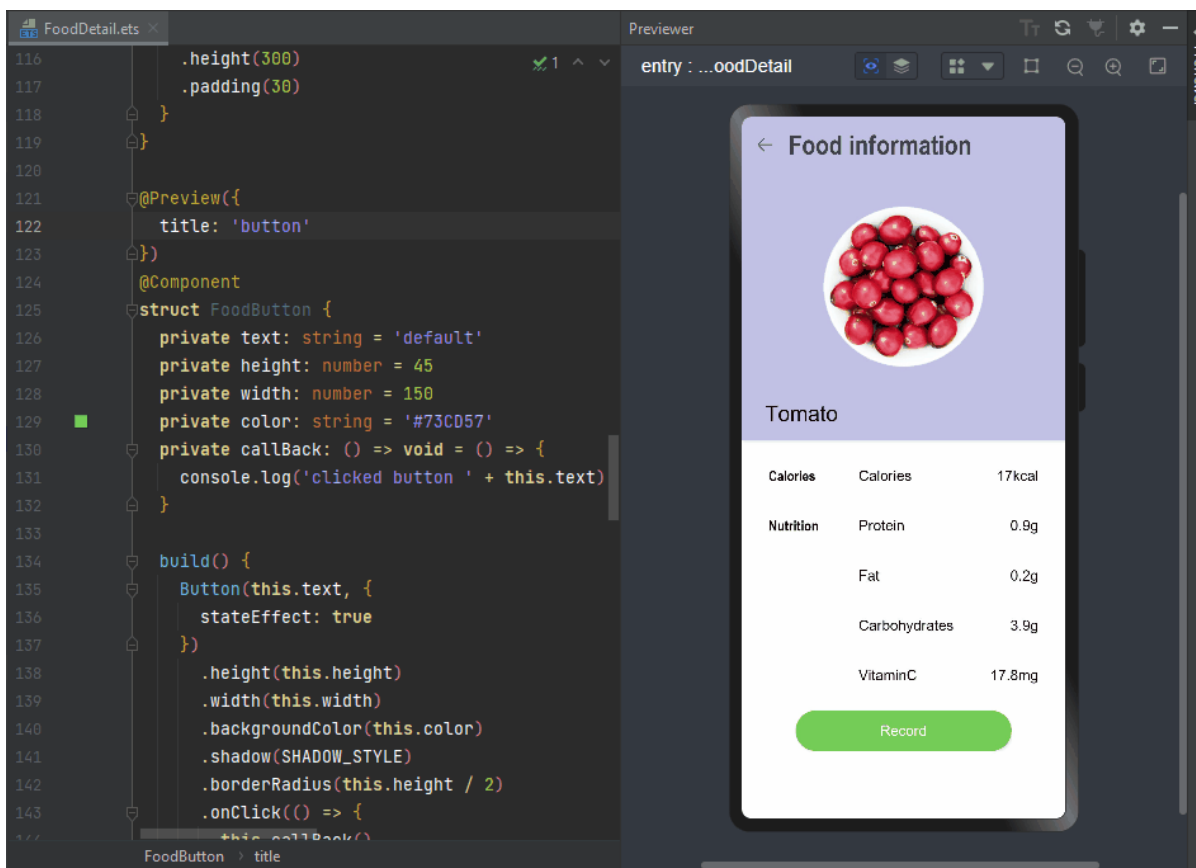 FoodDetail.ets
116 .height(300)
117 .padding(30)
118 }
119 }
120
121 @Preview({
122 title: 'button'
123 })
124 @Component
125 struct FoodButton {
126 private text: string = 'default'
127 private height: number = 45
128 private width: number = 150
129 private color: string = '#73CD57'
130 private callBack: () => void = () => {
131 console.log('clicked button ' + this.text)
132 }
133
134 build() {
135 Button(this.text, {
136 stateEffect: true
137 })
138 .height(this.height)
139 .width(this.width)
140 .backgroundColor(this.color)
141 .shadow(SHADOW_STYLE)
142 .borderRadius(this.height / 2)
143 .onClick(() => {
144 this.callBack()
FoodButton › title
1
Previewer
entry : ...oodDetail
← Food information
Tomato
Calories Calories 17kcal
Nutrition Protein 0.9g
Fat 0.2g
Carbohydrates 3.9g
VitaminC 17.8mg
Record